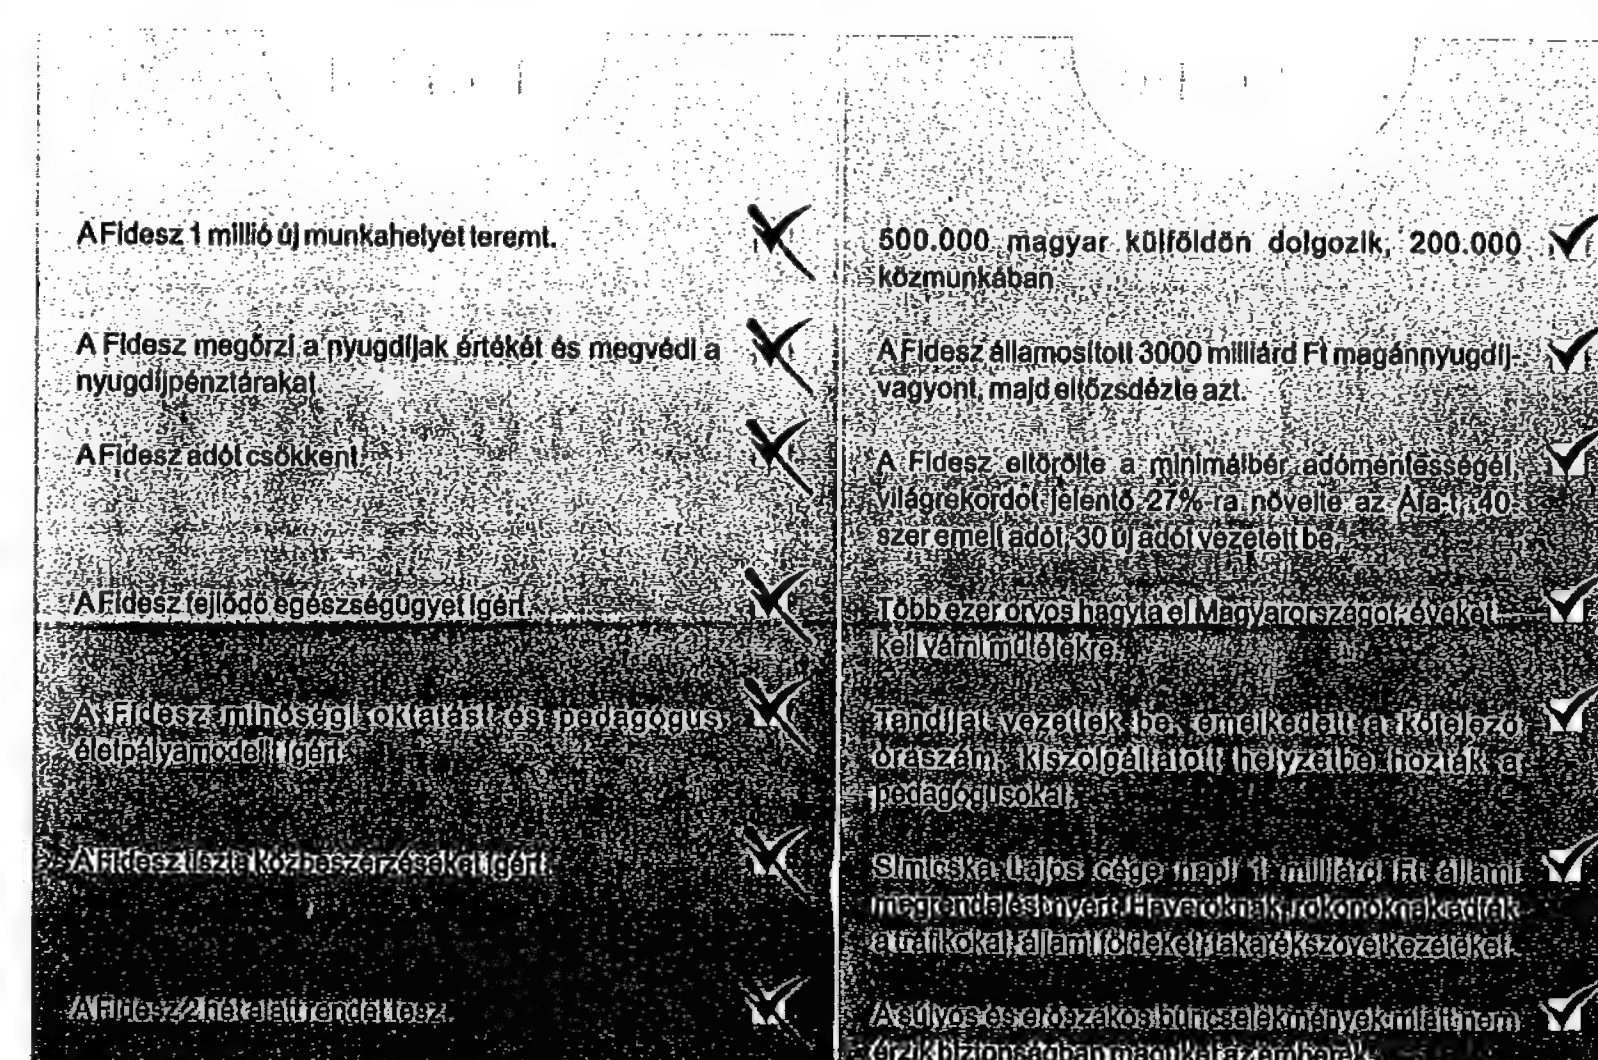 A Fidesz 1 millió új munkahelyet teremt.
A Fidesz megőrzi a nyugdíjak értékét és megvédi a
nyugdíjpénztárakat
A Fidesz adót csökkent
A Fidesz fejlődő egészségügyet ígért.
A Fidesz minőségi oktatást és pedagógus
életpályamodellt ígért.
A Fidesz tiszta közbeszerzéseket ígért.
A Fidesz 2 hét alatt rendet tesz.
500.000 magyar külföldön dolgozik, 200.000
közmunkában
A Fidesz államosított 3000 milliárd Ft magánnyugdíj-
vagyont, majd eltőzsdézte azt.
A Fidesz eltörölte a minimálbér adómentességét,
világrekordot jelentő 27%-ra növelte az Áfa-t, 40-
szer emelt adót, 30 új adót vezetett be.
Több ezer orvos hagyta el Magyarországot, éveket
kell várni műtétekre.
Tandíjat vezettek be, emelkedett a kötelező
óraszám, kiszolgáltatott helyzetbe hozták a
pedagógusokat.
Simicska Lajos cége napi 1 milliárd Ft állami
megrendelést nyert. Haveroknak, rokonoknak adták
a trafikokat, állami földeket, takarékszövetkezeteket.
A súlyos és erőszakos bűncselekmények miatt nem
érzik biztonságban magukat az emberek.